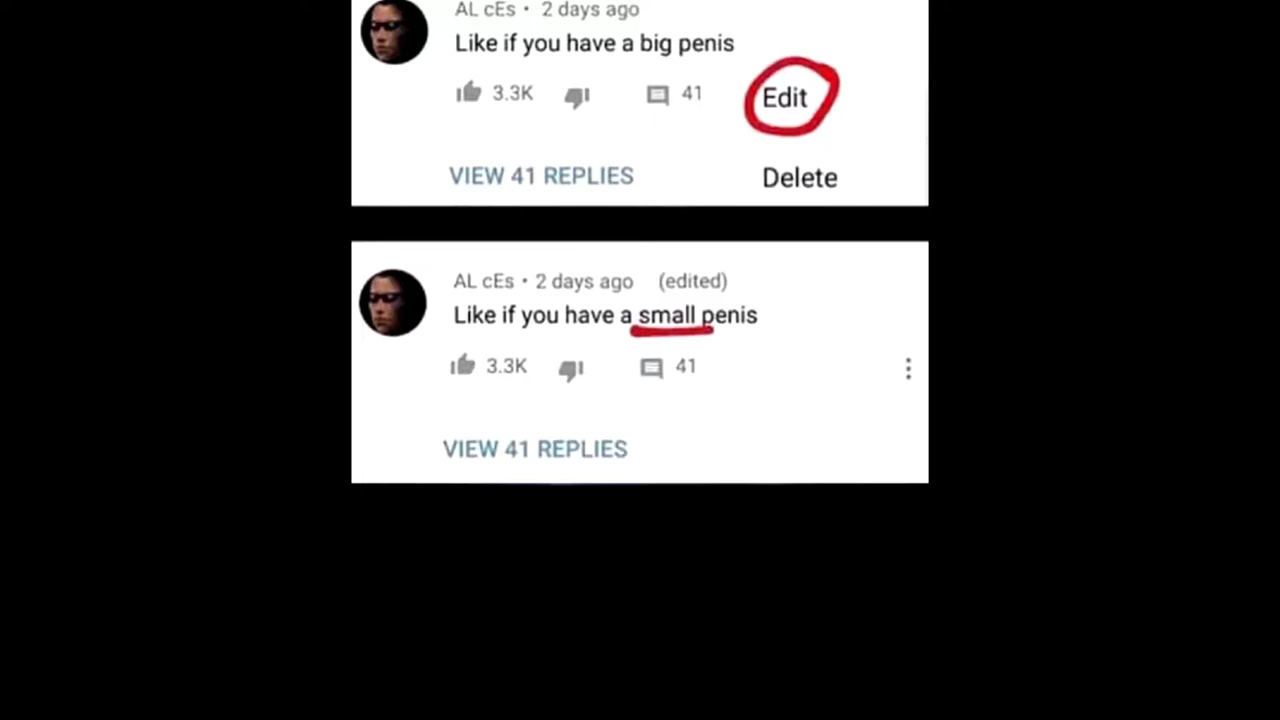 AL cEs • 2 days ago
Like if you have a big penis
3.3K 41 Edit
VIEW 41 REPLIES Delete
AL cEs • 2 days ago (edited)
Like if you have a small penis
3.3K 41
VIEW 41 REPLIES